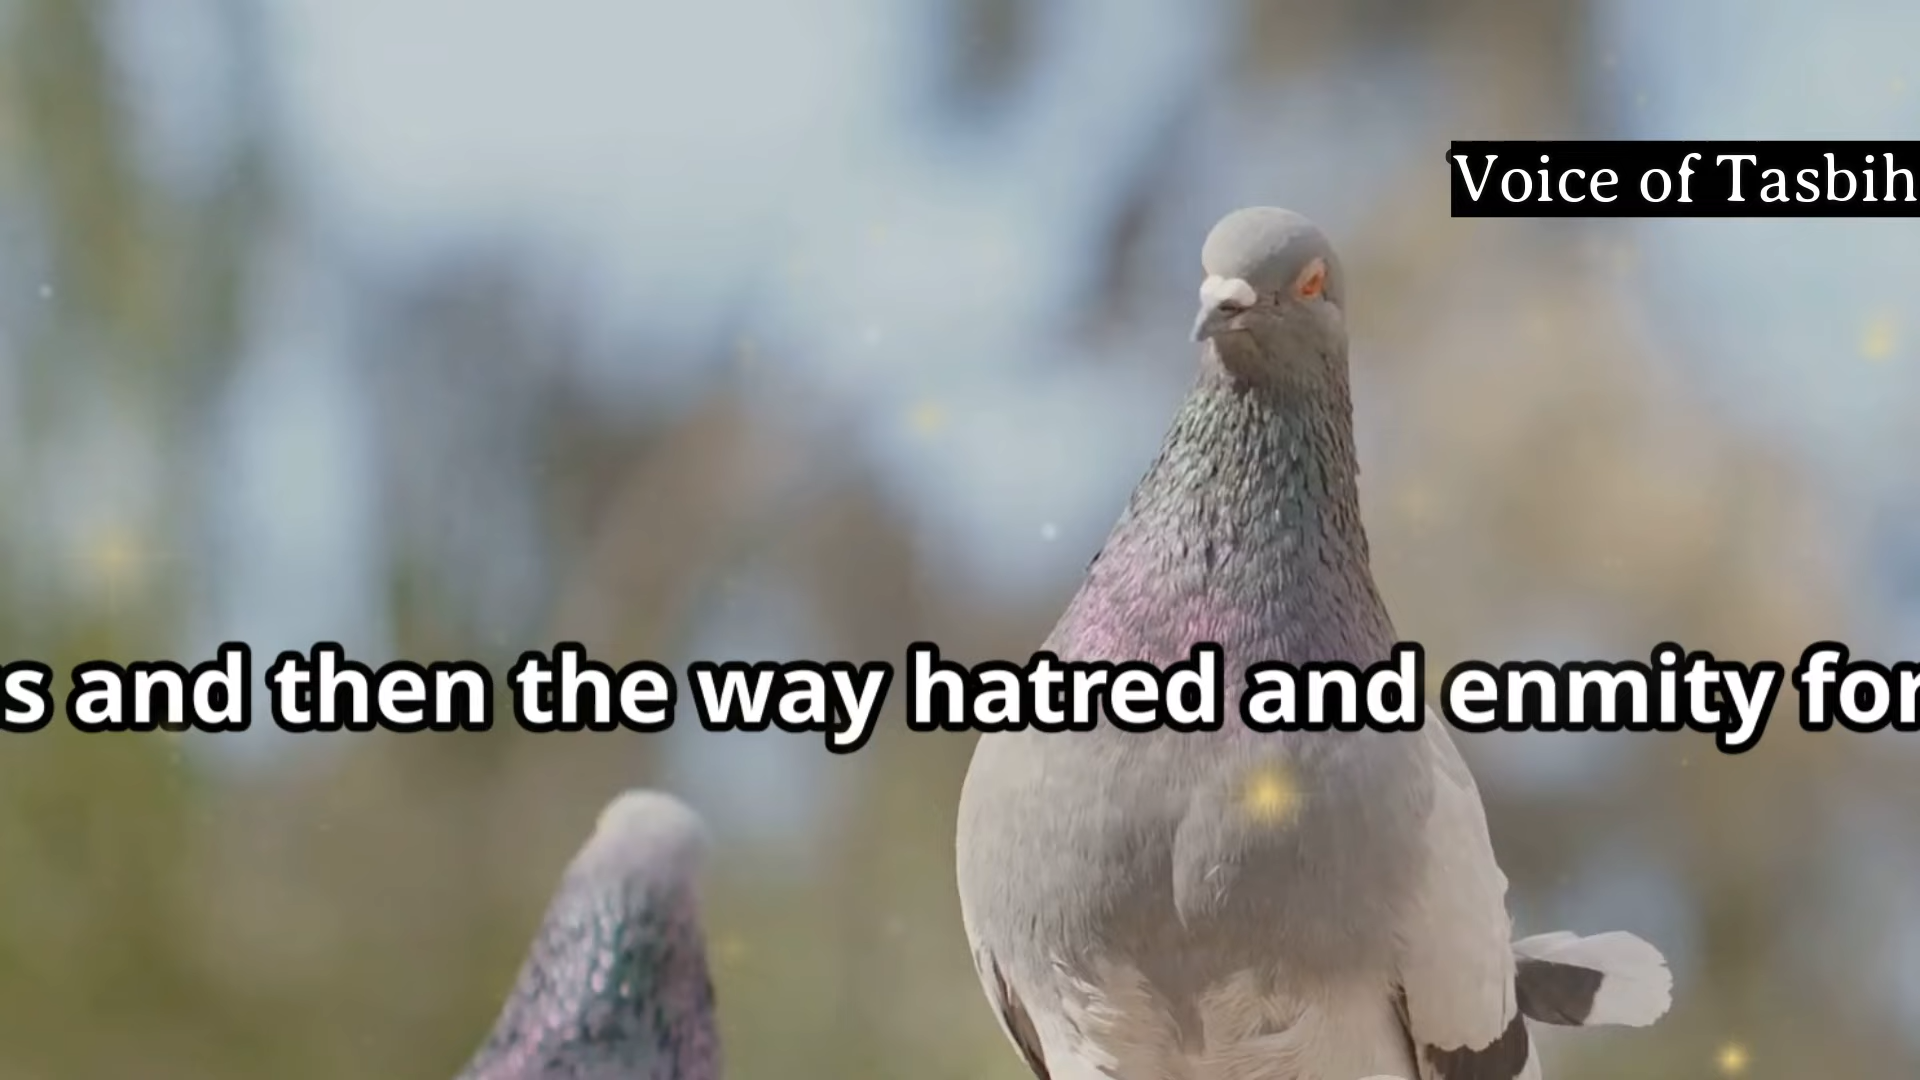 Voice of Tasbih
and then the way hatred and enmity for